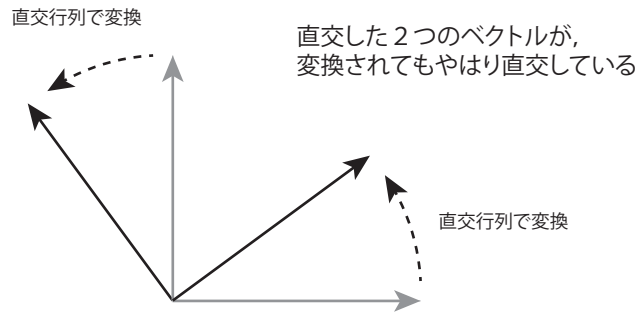 直交行列で変換
直交した2つのベクトルが,
変換されてもやはり直交している
直交行列で変換